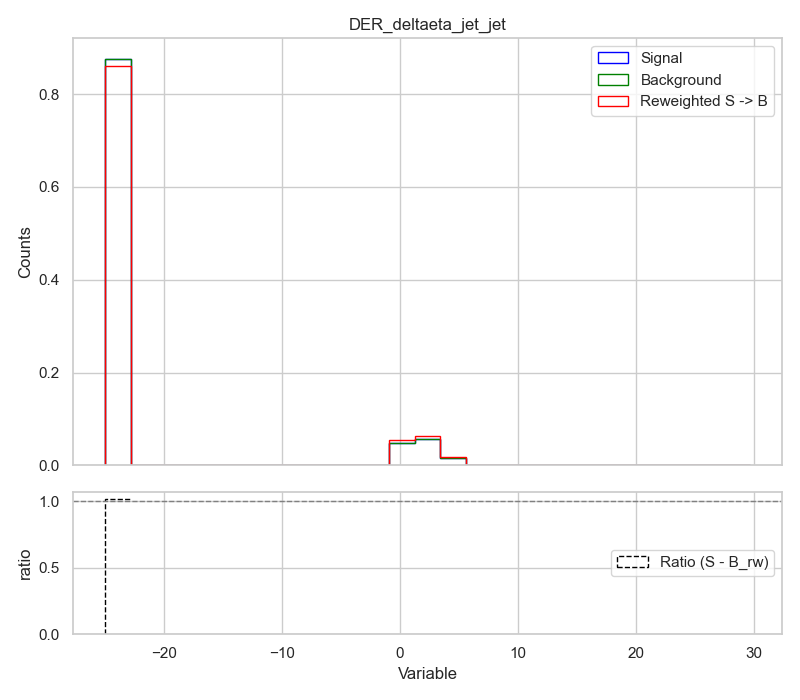 DER_deltaeta_jet_jet
Signal
Background
Reweighted S -> B
Counts
0.8
0.6
0.4
0.2
0.0
ratio
1.0
0.5
0.0
Ratio (S - B_rw)
−20
−10
0
10
20
30
Variable